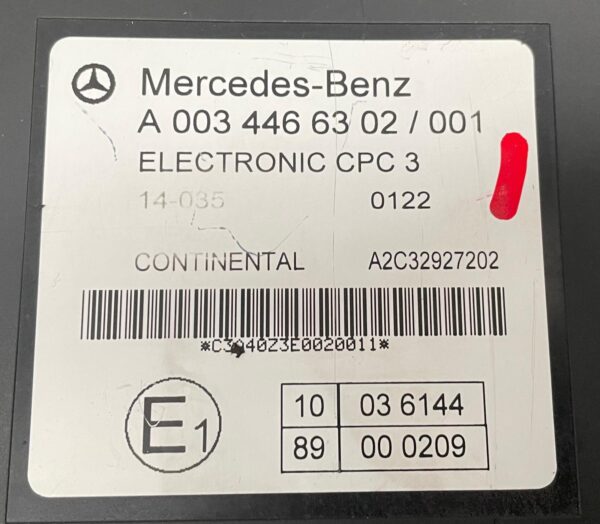 Mercedes-Benz
A 003 446 63 02 / 001
ELECTRONIC CPC 3
14-035 0122
CONTINENTAL A2C32927202
E1
10 03 6144
89 00 0209